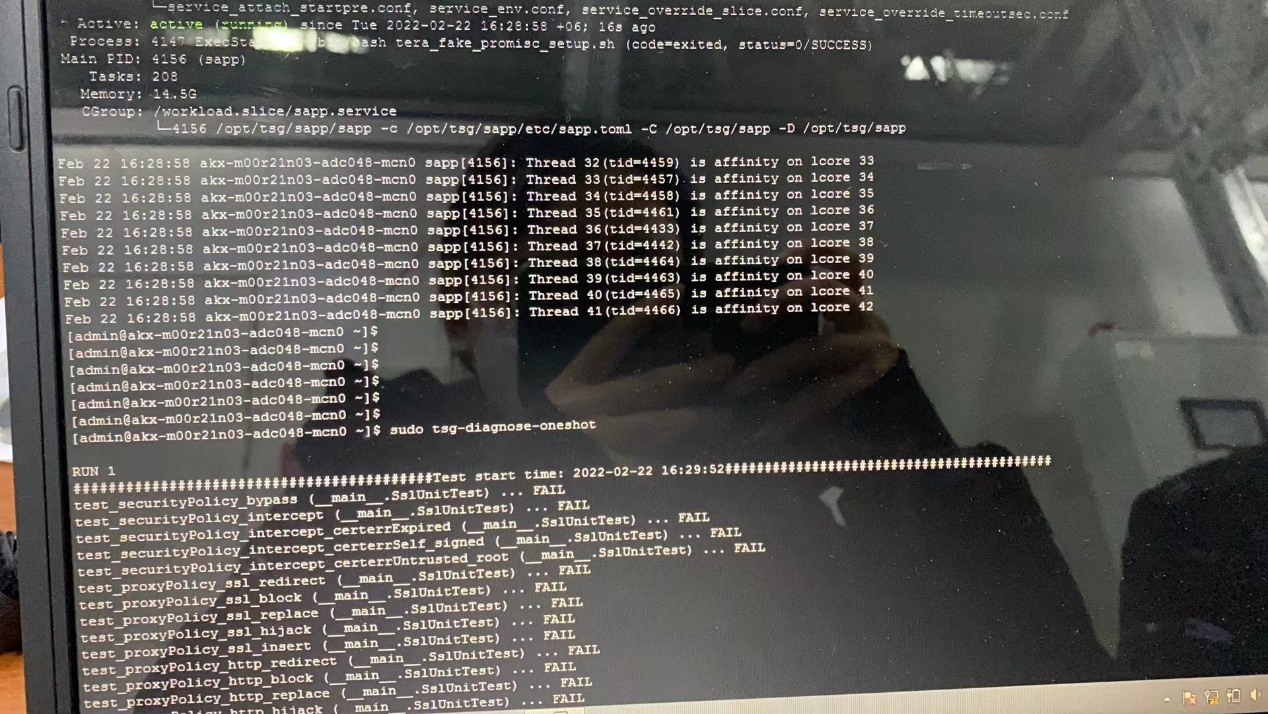 └─service_attach_startpre.conf, service_env.conf, service_override_slice.conf, service_override_timeoutsec.conf
Active: active (running) since Tue 2022-02-22 16:28:58 +06; 16s ago
Process: 4147 tera_fake_promisc_setup.sh (code=exited, status=0/SUCCESS)
Main PID: 4156 (sapp)
Tasks: 208
Memory: 14.5G
CGroup: /workload.slice/sapp.service
└─4156 /opt/tsg/sapp/sapp -c /opt/tsg/sapp/etc/sapp.toml -C /opt/tsg/sapp -D /opt/tsg/sapp
Feb 22 16:28:58 akx-m00r21n03-adc048-mcn0 sapp[4156]: Thread 32(tid=4459) is affinity on lcore 33
Feb 22 16:28:58 akx-m00r21n03-adc048-mcn0 sapp[4156]: Thread 33(tid=4457) is affinity on lcore 34
Feb 22 16:28:58 akx-m00r21n03-adc048-mcn0 sapp[4156]: Thread 34(tid=4458) is affinity on lcore 35
Feb 22 16:28:58 akx-m00r21n03-adc048-mcn0 sapp[4156]: Thread 35(tid=4461) is affinity on lcore 36
Feb 22 16:28:58 akx-m00r21n03-adc048-mcn0 sapp[4156]: Thread 36(tid=4433) is affinity on lcore 37
Feb 22 16:28:58 akx-m00r21n03-adc048-mcn0 sapp[4156]: Thread 37(tid=4442) is affinity on lcore 38
Feb 22 16:28:58 akx-m00r21n03-adc048-mcn0 sapp[4156]: Thread 38(tid=4464) is affinity on lcore 39
Feb 22 16:28:58 akx-m00r21n03-adc048-mcn0 sapp[4156]: Thread 39(tid=4463) is affinity on lcore 40
Feb 22 16:28:58 akx-m00r21n03-adc048-mcn0 sapp[4156]: Thread 40(tid=4465) is affinity on lcore 41
Feb 22 16:28:58 akx-m00r21n03-adc048-mcn0 sapp[4156]: Thread 41(tid=4466) is affinity on lcore 42
[admin@akx-m00r21n03-adc048-mcn0 ~]$
[admin@akx-m00r21n03-adc048-mcn0 ~]$
[admin@akx-m00r21n03-adc048-mcn0 ~]$
[admin@akx-m00r21n03-adc048-mcn0 ~]$
[admin@akx-m00r21n03-adc048-mcn0 ~]$
[admin@akx-m00r21n03-adc048-mcn0 ~]$
[admin@akx-m00r21n03-adc048-mcn0 ~]$ sudo tsg-diagnose-oneshot
RUN 1
##########################################Test start time: 2022-02-22 16:29:52##########################################
test_securityPolicy_bypass (__main__.SslUnitTest) ... FAIL
test_securityPolicy_intercept (__main__.SslUnitTest) ... FAIL
test_securityPolicy_intercept_certerrExpired (__main__.SslUnitTest) ... FAIL
test_securityPolicy_intercept_certerrSelf_signed (__main__.SslUnitTest) ... FAIL
test_securityPolicy_intercept_certerrUntrusted_root (__main__.SslUnitTest) ... FAIL
test_proxyPolicy_ssl_redirect (__main__.SslUnitTest) ... FAIL
test_proxyPolicy_ssl_block (__main__.SslUnitTest) ... FAIL
test_proxyPolicy_ssl_replace (__main__.SslUnitTest) ... FAIL
test_proxyPolicy_ssl_hijack (__main__.SslUnitTest) ... FAIL
test_proxyPolicy_ssl_insert (__main__.SslUnitTest) ... FAIL
test_proxyPolicy_http_redirect (__main__.SslUnitTest) ... FAIL
test_proxyPolicy_http_block (__main__.SslUnitTest) ... FAIL
test_proxyPolicy_http_replace (__main__.SslUnitTest) ... FAIL
Policy_http_hijack (__main__.SslUnitTest) ... FAIL